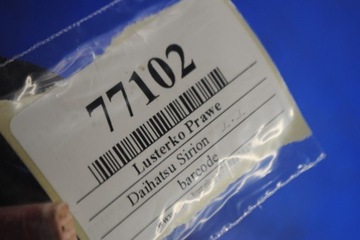 77102
Lusterko Prawe
Daihatsu Sirion
barcode